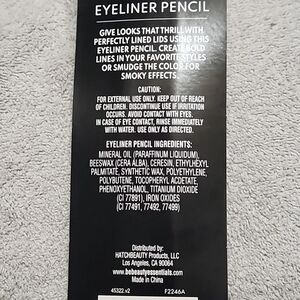 EYELINER PENCIL
GIVE LOOKS THAT THRILL WITH
PERFECTLY LINED LIDS USING THIS
EYELINER PENCIL. CREATE BOLD
LINES IN YOUR FAVORITE STYLES
OR SMUDGE THE COLOR FOR
SMOKY EFFECTS.
CAUTION:
FOR EXTERNAL USE ONLY. KEEP OUT OF REACH
OF CHILDREN. DISCONTINUE USE IF IRRITATION
OCCURS. AVOID CONTACT WITH EYES.
IN CASE OF EYE CONTACT, RINSE IMMEDIATELY
WITH WATER. USE ONLY AS DIRECTED.
EYELINER PENCIL INGREDIENTS:
MINERAL OIL (PARAFFINUM LIQUIDUM),
BEESWAX (CERA ALBA), CERESIN, ETHYLHEXYL
PALMITATE, SYNTHETIC WAX, POLYETHYLENE,
POLYBUTENE, TOCOPHERYL ACETATE,
PHENOXYETHANOL, TITANIUM DIOXIDE
(CI 77891), IRON OXIDES
(CI 77491, 77492, 77499)
Distributed by:
HATCHBEAUTY Products, LLC
Los Angeles, CA 90064
www.bebeautyessentials.com
Made in China
45322.v2 F2246A